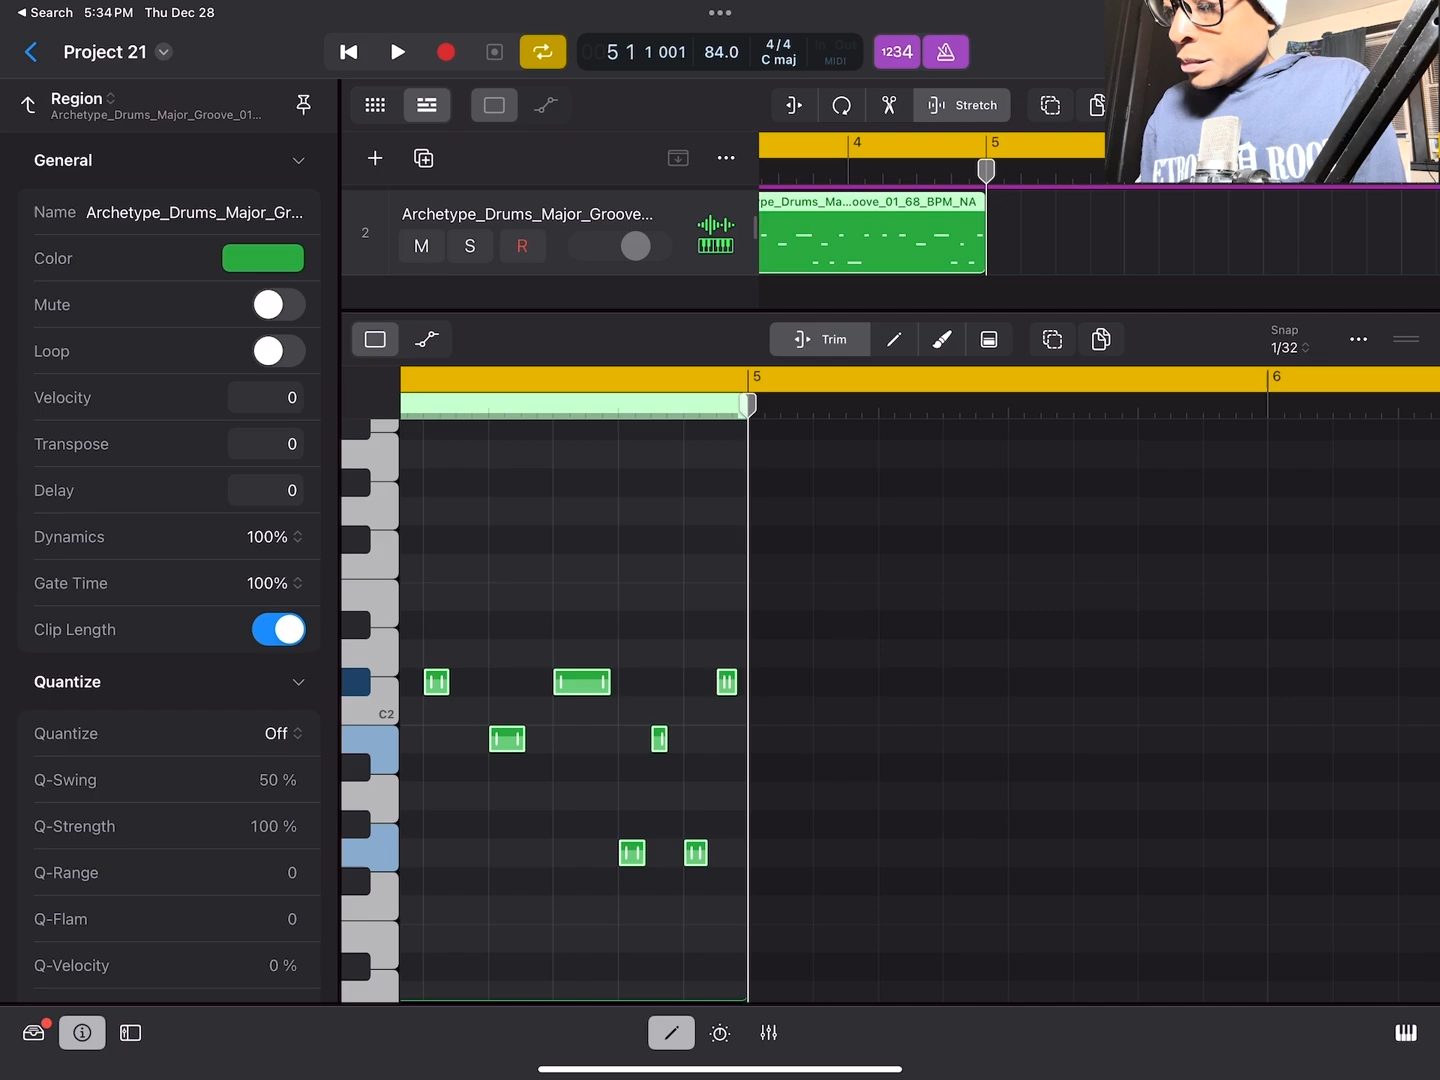 Search 5:34 PM Thu Dec 28
Project 21
005 1 1 001
84.0
4/4
C maj
In Out
MIDI
1234
Region
Archetype_Drums_Major_Groove_01...
Stretch
General
4
5
Name Archetype_Drums_Major_Gr...
2
Archetype_Drums_Major_Groove...
pe_Drums_Ma...oove_01_68_BPM_NA
M S R
Color
Mute
Loop
Trim
Snap
1/32
5
6
Velocity 0
Transpose 0
Delay 0
Dynamics 100%
Gate Time 100%
Clip Length
Quantize
C2
Quantize Off
Q-Swing 50 %
Q-Strength 100 %
Q-Range 0
Q-Flam 0
Q-Velocity 0 %